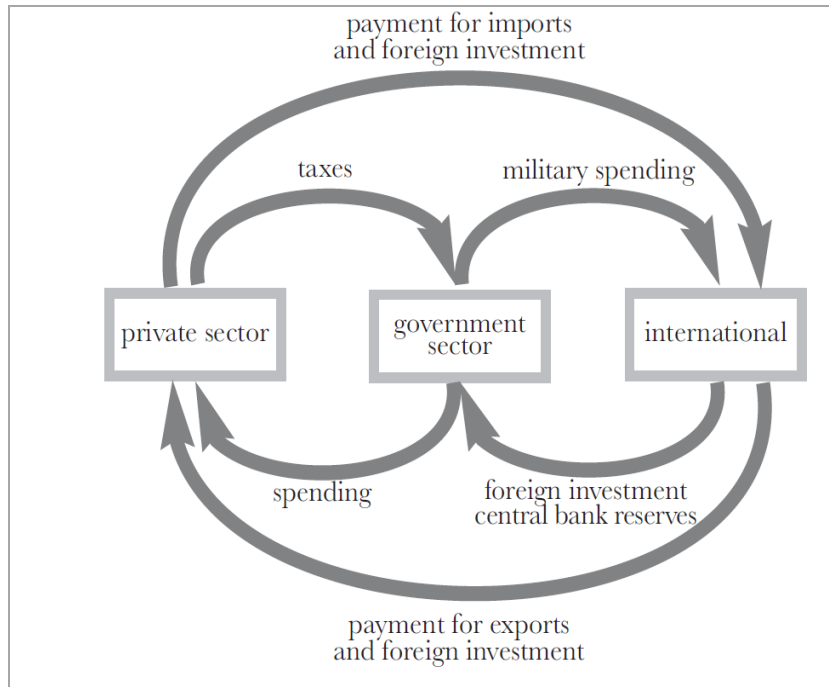 payment for imports
and foreign investment
taxes
military spending
private sector
government
sector
international
spending
foreign investment
central bank reserves
payment for exports
and foreign investment